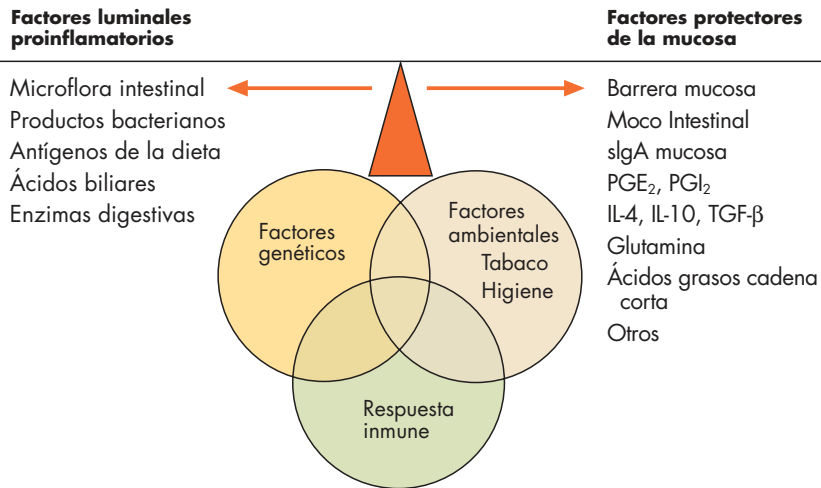 Factores luminales
proinflamatorios
Microflora intestinal
Productos bacterianos
Antígenos de la dieta
Ácidos biliares
Enzimas digestivas
Factores protectores
de la mucosa
Barrera mucosa
Moco Intestinal
sIgA mucosa
PGE₂, PGI₂
IL-4, IL-10, TGF-β
Glutamina
Ácidos grasos cadena
corta
Otros
Factores
genéticos
Factores
ambientales
Tabaco
Higiene
Respuesta
inmune